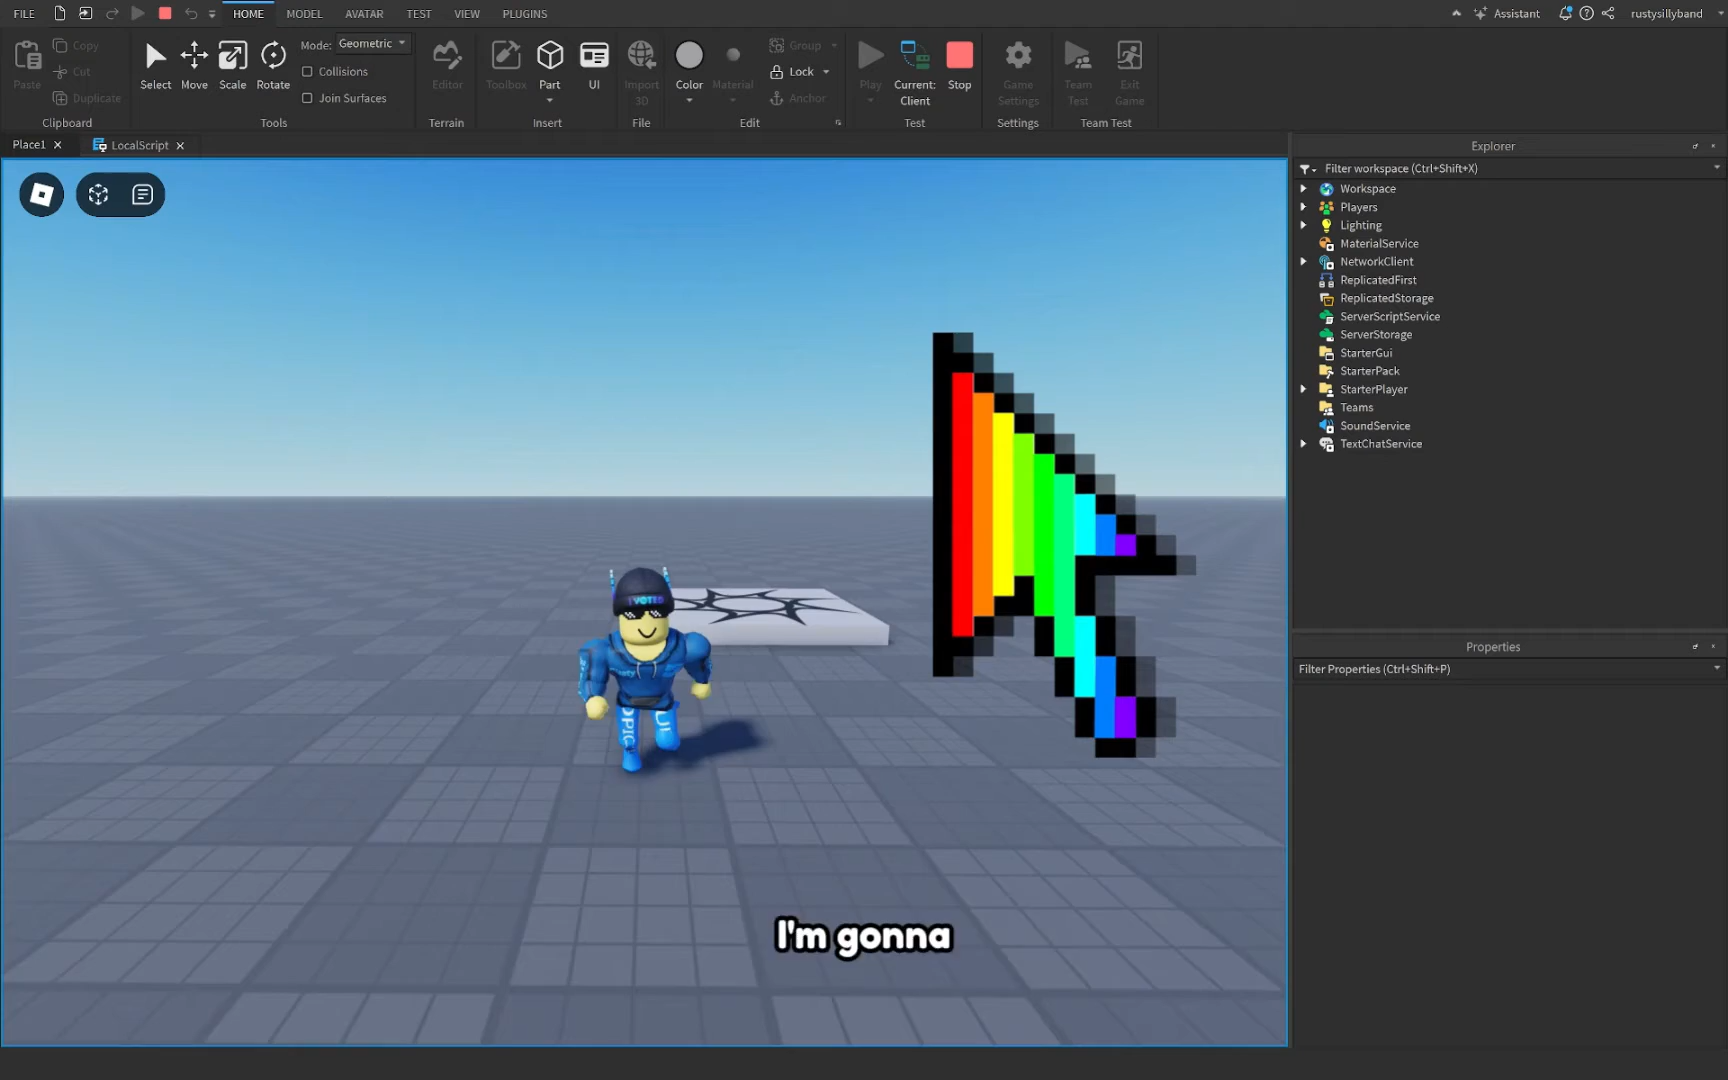 FILE HOME MODEL AVATAR TEST VIEW PLUGINS Assistant rustysillyband
Paste Copy Cut Duplicate
Clipboard
Select Move Scale Rotate
Mode: Geometric
Collisions
Join Surfaces
Tools
Editor
Terrain
Toolbox Part UI
Insert
Import 3D
File
Color Material Group Lock Anchor
Edit
Play Current: Client Stop
Test
Game Settings
Settings
Team Test Exit Game
Team Test
Place1 LocalScript
Explorer
Filter workspace (Ctrl+Shift+X)
Workspace
Players
Lighting
MaterialService
NetworkClient
ReplicatedFirst
ReplicatedStorage
ServerScriptService
ServerStorage
StarterGui
StarterPack
StarterPlayer
Teams
SoundService
TextChatService
Properties
Filter Properties (Ctrl+Shift+P)
I VOTED
I'm gonna